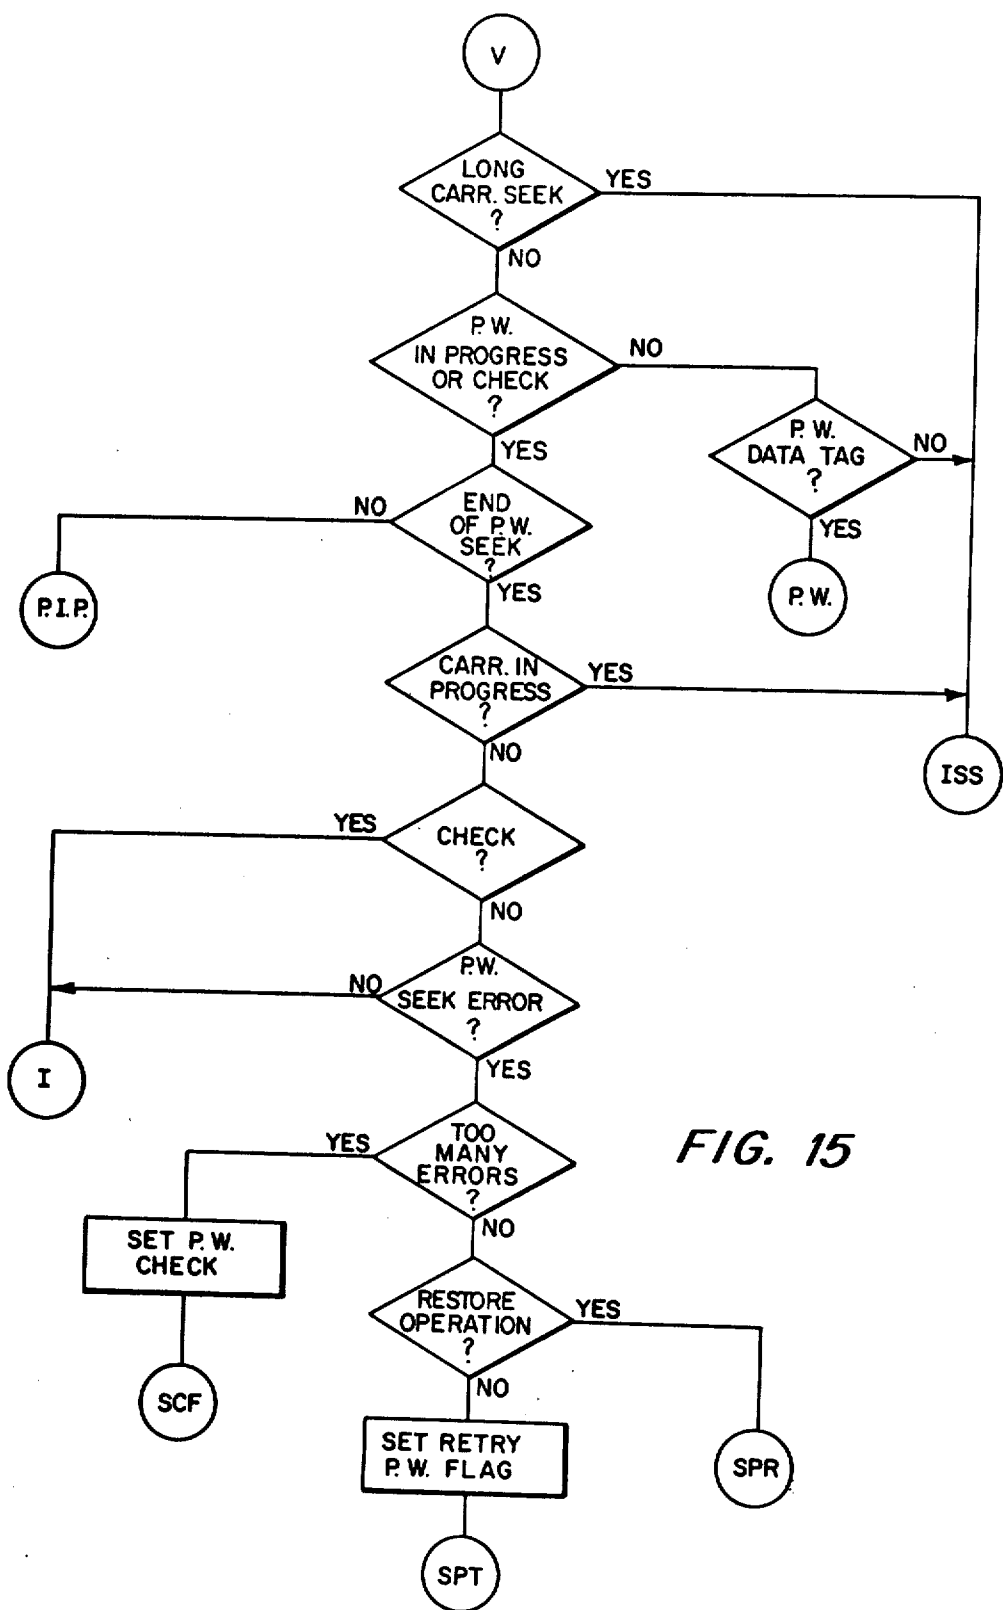 V
LONG
CARR. SEEK
?
YES
NO
P.W.
IN PROGRESS
OR CHECK
?
NO
YES
P.W.
DATA TAG
?
NO
YES
P.W.
END
OF P.W.
SEEK
?
NO
YES
P.I.P.
CARR. IN
PROGRESS
?
YES
NO
ISS
CHECK
?
YES
NO
P.W.
SEEK ERROR
?
NO
YES
I
TOO
MANY
ERRORS
?
YES
NO
FIG. 15
SET P.W.
CHECK
SCF
RESTORE
OPERATION
?
YES
NO
SET RETRY
P.W. FLAG
SPR
SPT